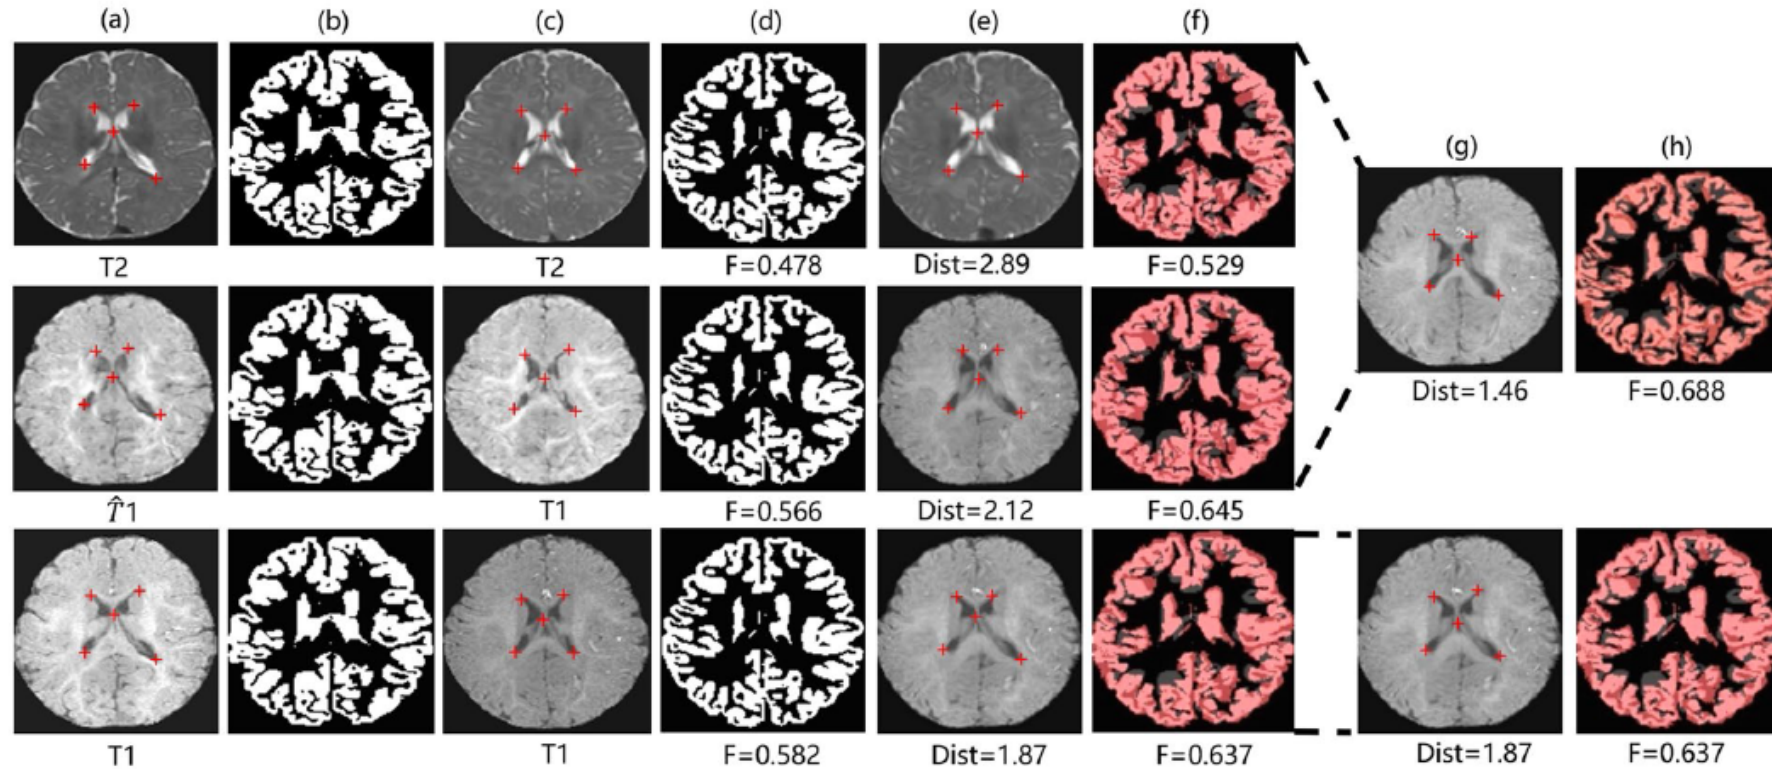 (a) (b) (c) (d) (e) (f)
(g) (h)
T2 T2 F=0.478 Dist=2.89 F=0.529
Dist=1.46 F=0.688
T̂1 T1 F=0.566 Dist=2.12 F=0.645
T1 T1 F=0.582 Dist=1.87 F=0.637 Dist=1.87 F=0.637